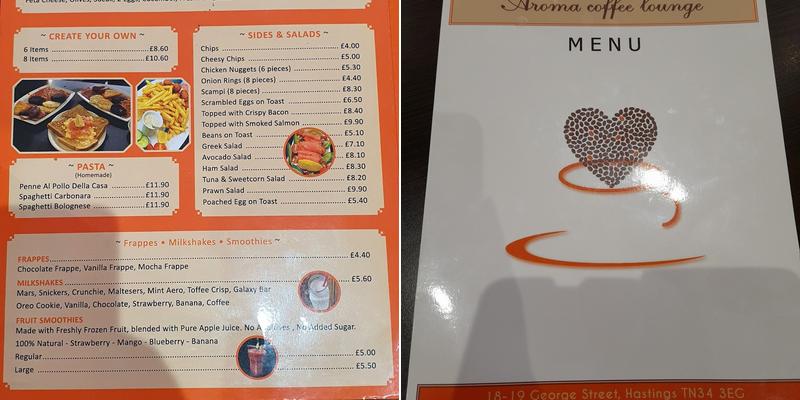 Feta Cheese, Olives,
~ CREATE YOUR OWN ~
6 Items £8.60
8 Items £10.60
~ PASTA ~
(Homemade)
Penne Al Pollo Della Casa £11.90
Spaghetti Carbonara £11.90
Spaghetti Bolognese £11.90
~ SIDES & SALADS ~
Chips £4.00
Cheesy Chips £5.00
Chicken Nuggets (6 pieces) £5.30
Onion Rings (8 pieces) £4.40
Scampi (8 pieces) £8.30
Scrambled Eggs on Toast £6.50
Topped with Crispy Bacon £8.40
Topped with Smoked Salmon £9.90
Beans on Toast £5.10
Greek Salad £7.10
Avocado Salad £8.10
Ham Salad £8.30
Tuna & Sweetcorn Salad £8.20
Prawn Salad £9.90
Poached Egg on Toast £5.40
~ Frappes • Milkshakes • Smoothies ~
FRAPPES £4.40
Chocolate Frappe, Vanilla Frappe, Mocha Frappe
MILKSHAKES £5.60
Mars, Snickers, Crunchie, Maltesers, Mint Aero, Toffee Crisp, Galaxy Bar
Oreo Cookie, Vanilla, Chocolate, Strawberry, Banana, Coffee
FRUIT SMOOTHIES
Made with Freshly Frozen Fruit, blended with Pure Apple Juice. No Additives , No Added Sugar.
100% Natural - Strawberry - Mango - Blueberry - Banana
Regular £5.00
Large £5.50
Aroma coffee lounge
MENU
18-19 George Street, Hastings TN34 3EG